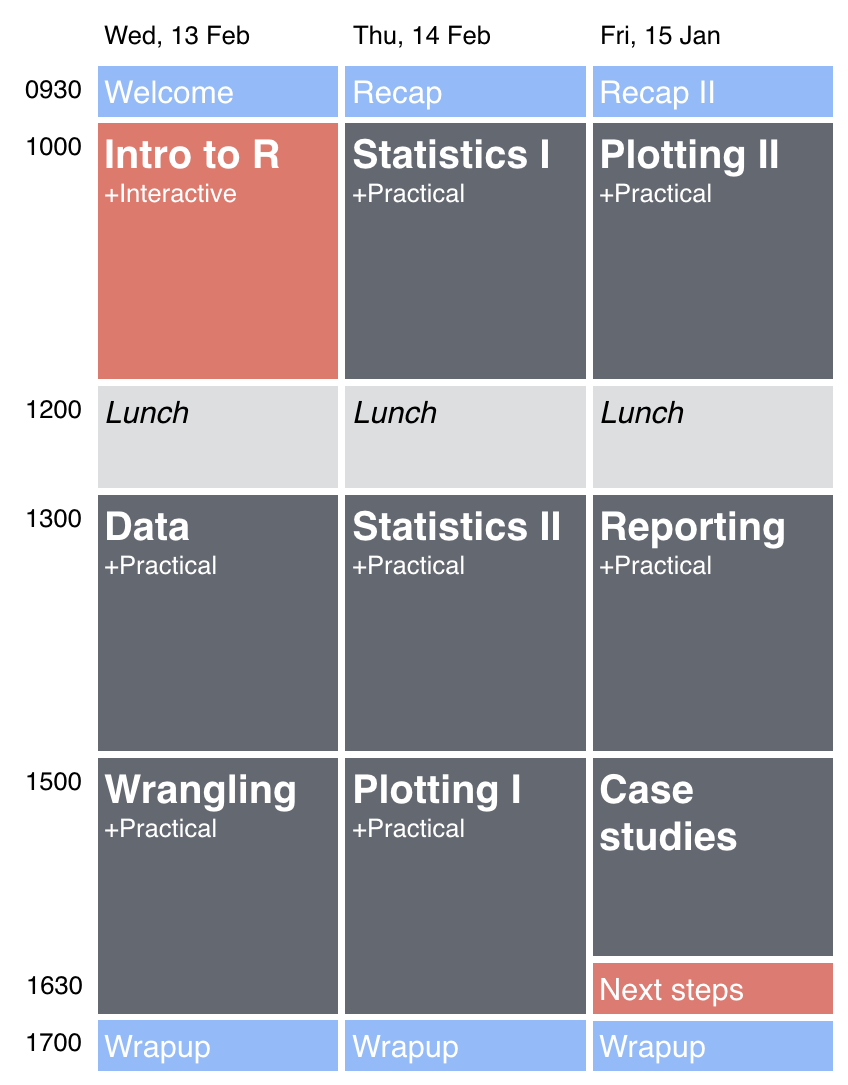 Wed, 13 Feb Thu, 14 Feb Fri, 15 Jan
0930 Welcome Recap Recap II
1000 Intro to R Statistics I Plotting II
+Interactive +Practical +Practical
1200 Lunch Lunch Lunch
1300 Data Statistics II Reporting
+Practical +Practical +Practical
1500 Wrangling Plotting I Case
+Practical +Practical studies
1630 Next steps
1700 Wrapup Wrapup Wrapup